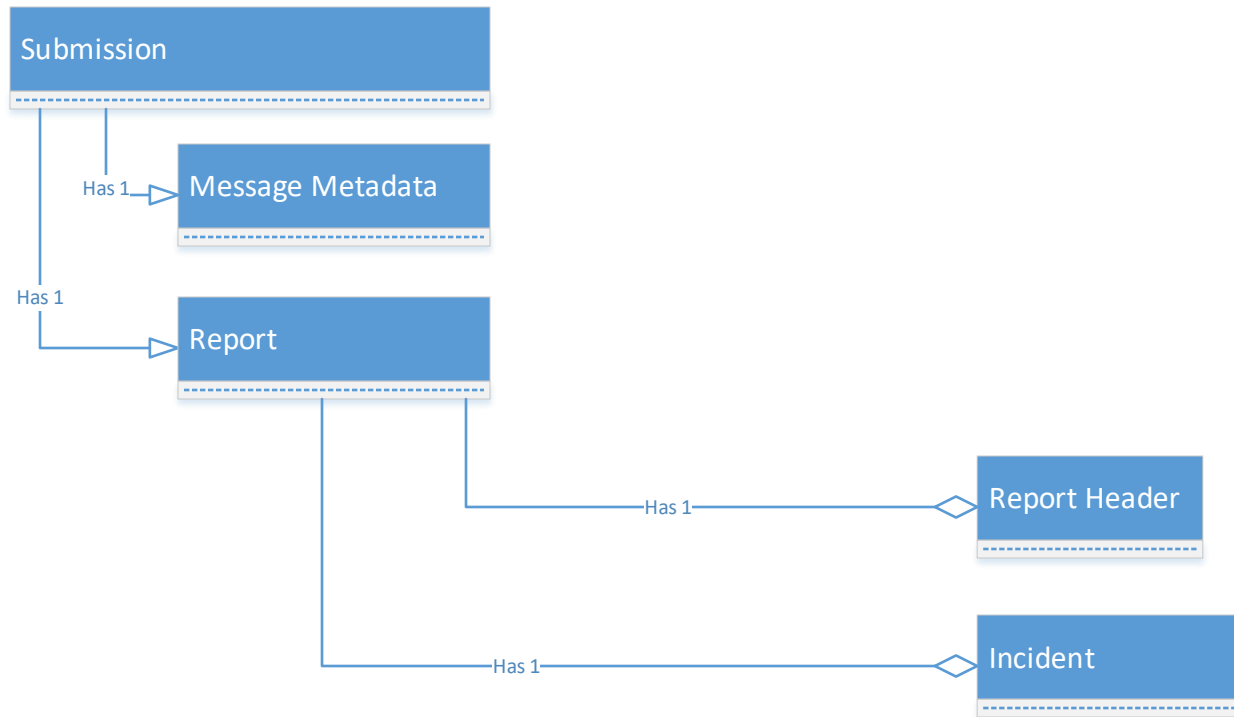 Submission
Has 1
Message Metadata
Has 1
Report
Has 1
Report Header
Has 1
Incident